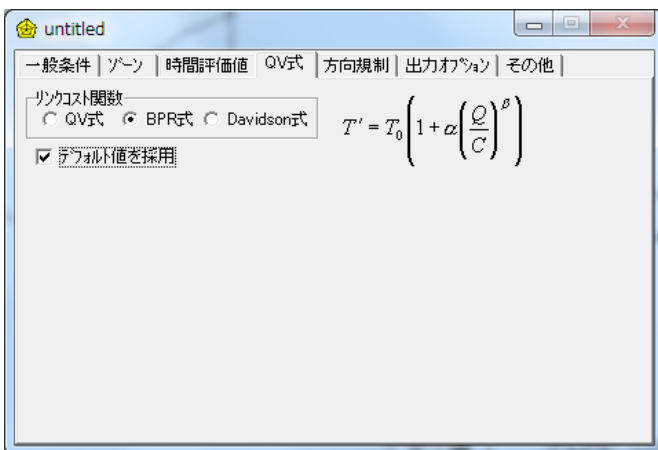 untitled
一般条件 ゾーン 時間評価値 QV式 方向規制 出力オプション その他
リンクコスト関数
QV式 BPR式 Davidson式
T' = T₀(1+α(Q/C)^β)
デフォルト値を採用